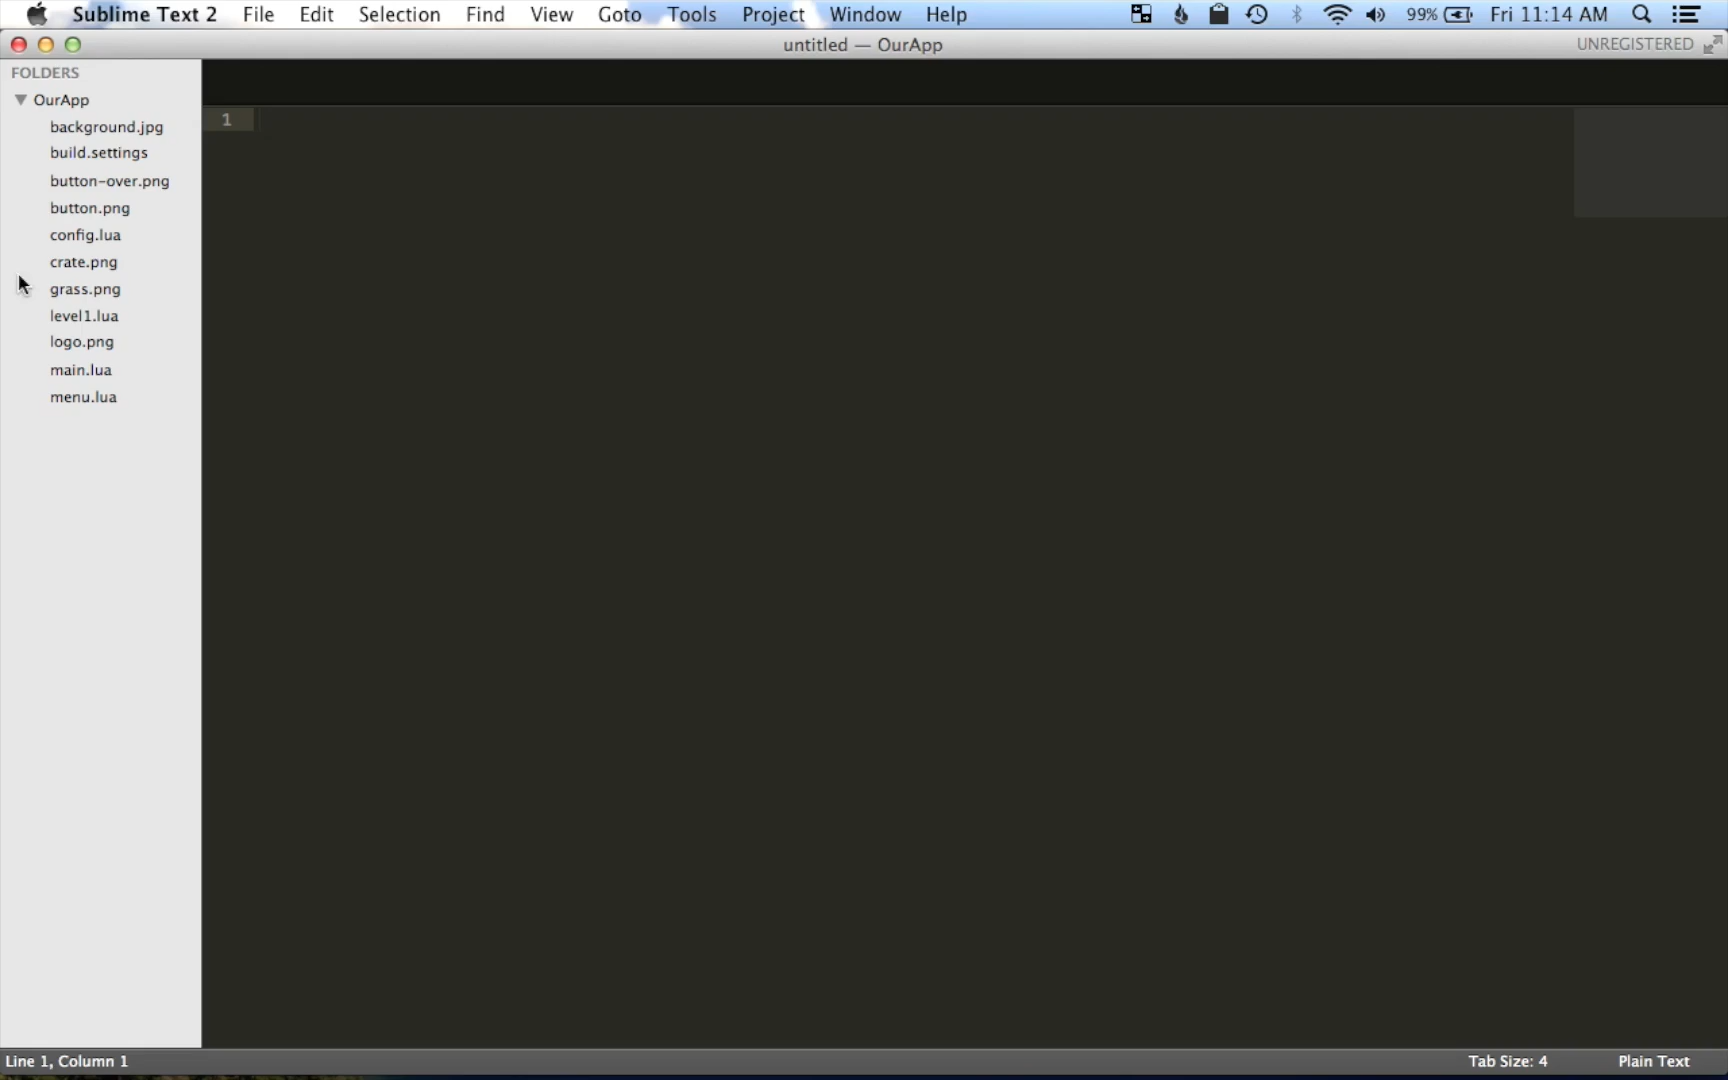 Sublime Text 2 File Edit Selection Find View Goto Tools Project Window Help 99% Fri 11:14 AM
untitled — OurApp UNREGISTERED
FOLDERS
OurApp
background.jpg
build.settings
button-over.png
button.png
config.lua
crate.png
grass.png
level1.lua
logo.png
main.lua
menu.lua
1
Line 1, Column 1 Tab Size: 4 Plain Text